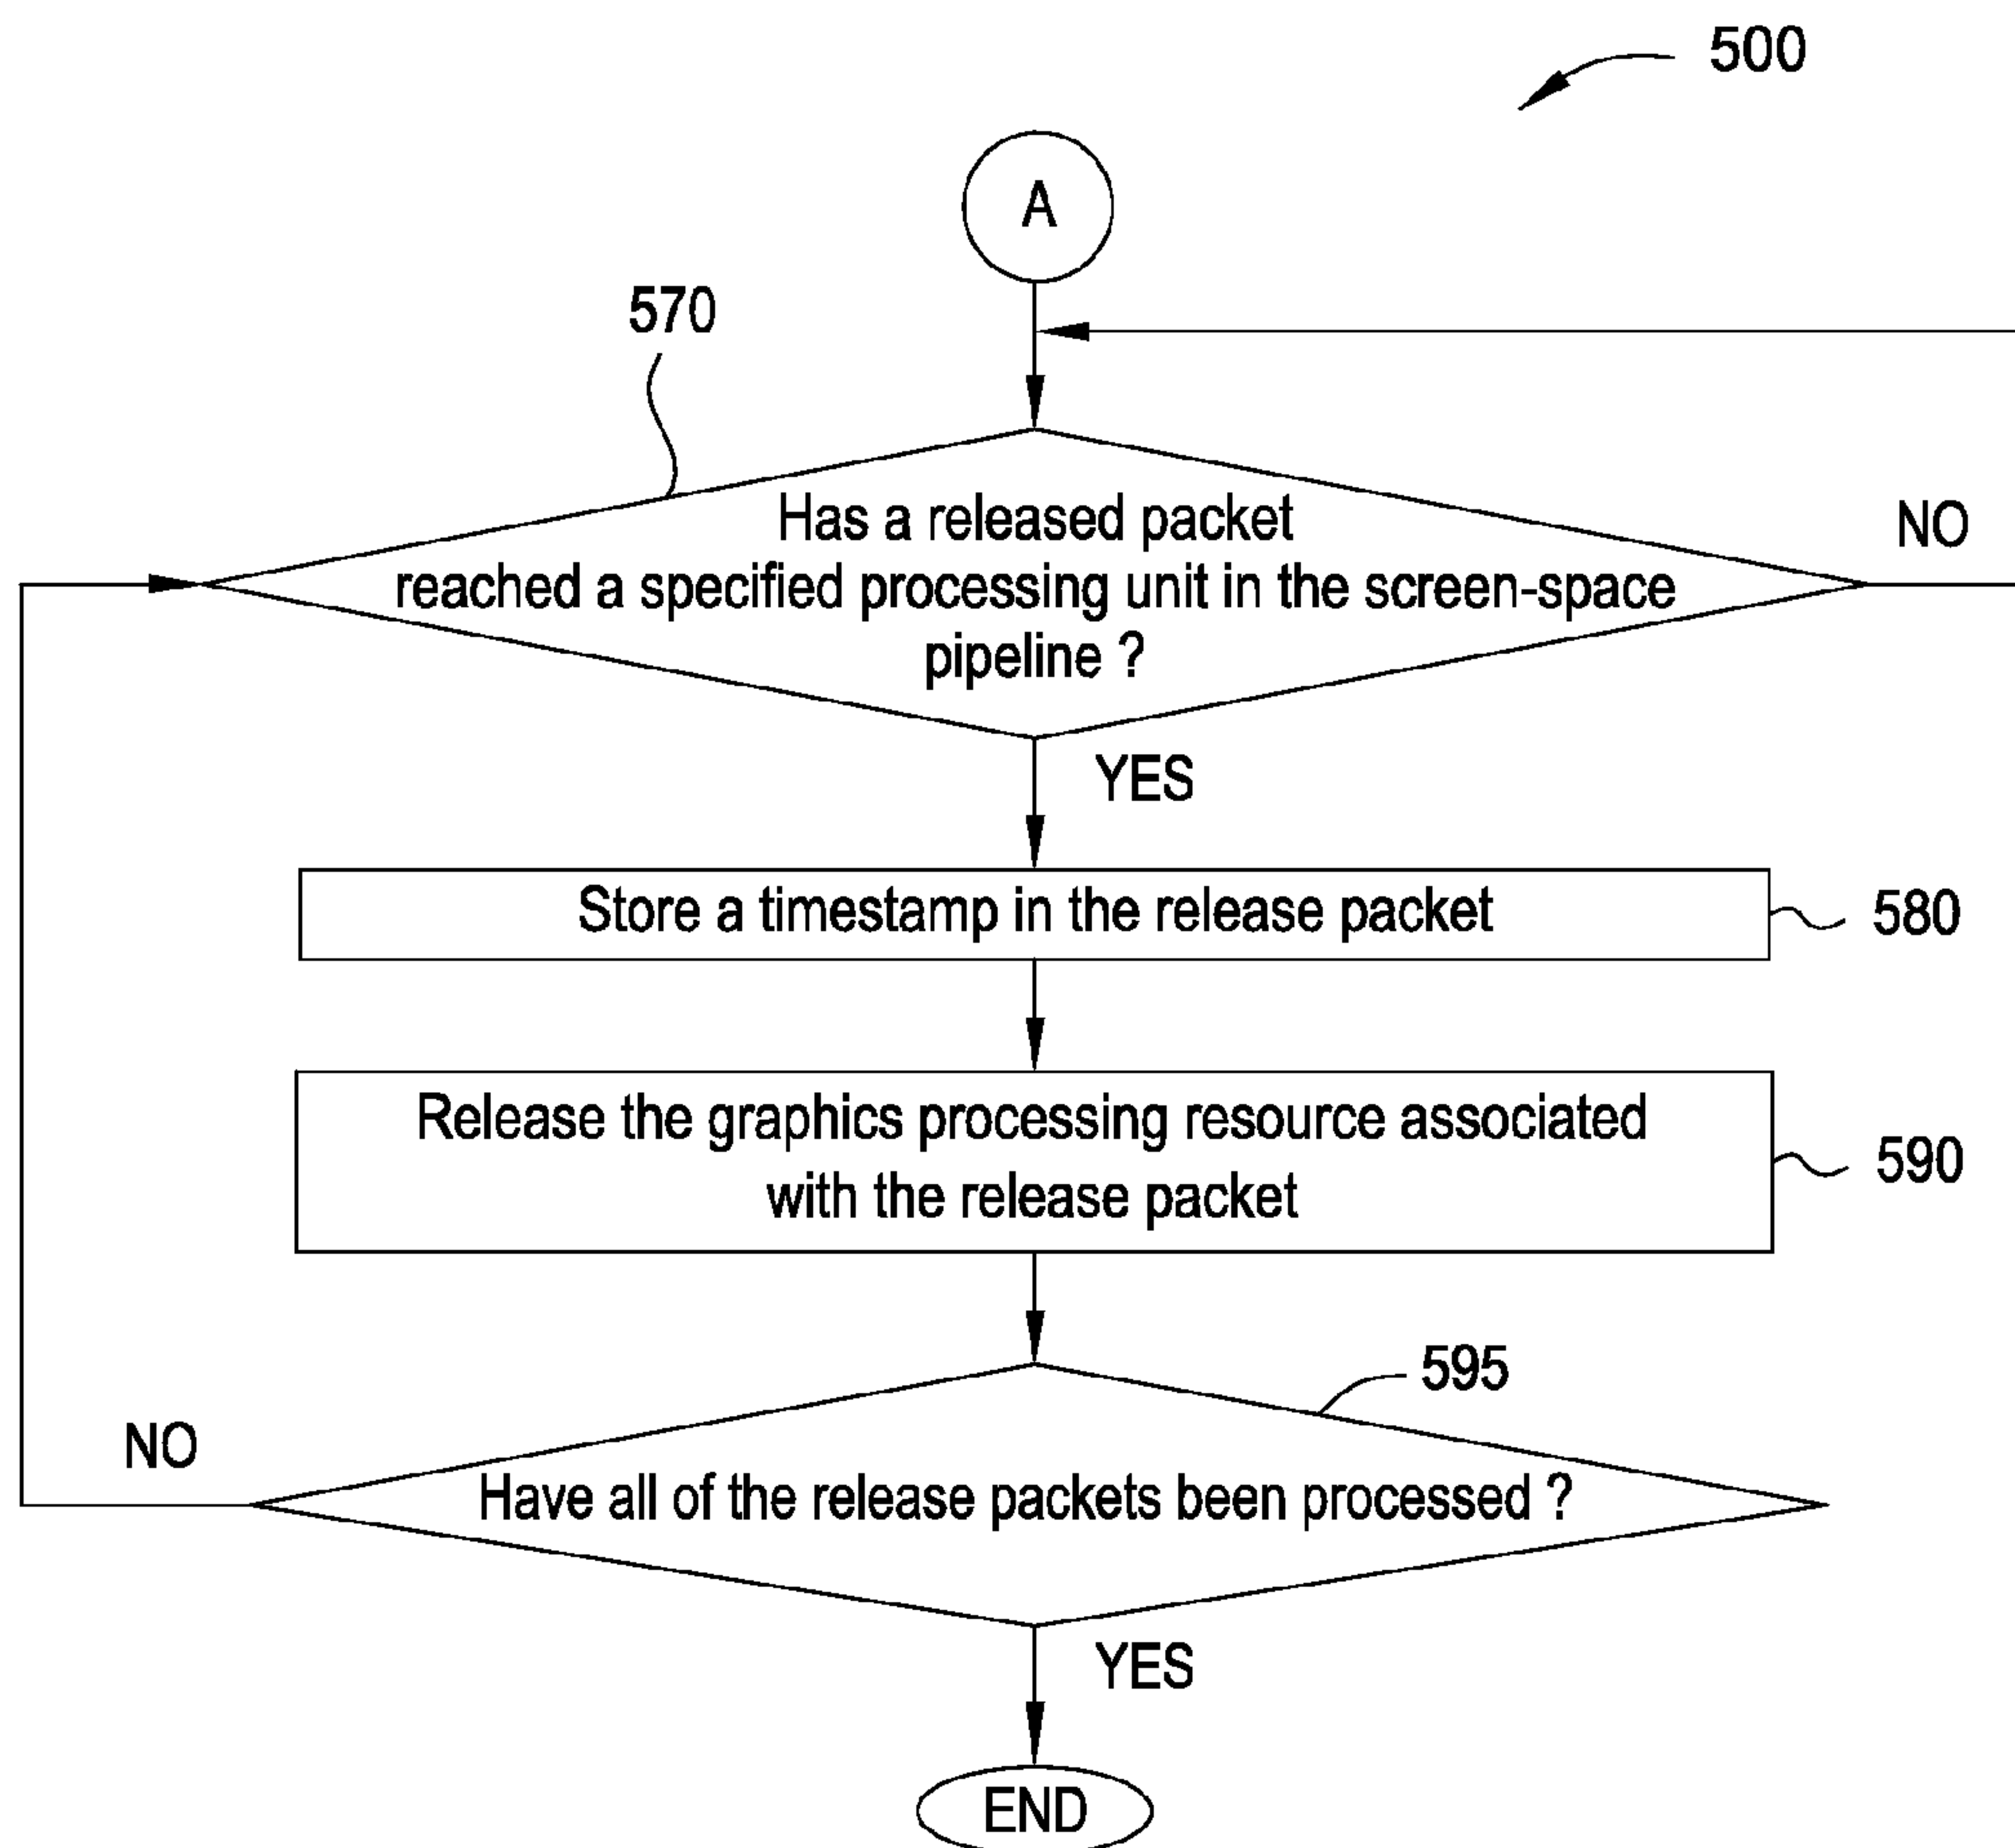 500
A
570
Has a released packet
reached a specified processing unit in the screen-space
pipeline ?
NO
YES
Store a timestamp in the release packet
580
Release the graphics processing resource associated
with the release packet
590
595
Have all of the release packets been processed ?
NO
YES
END